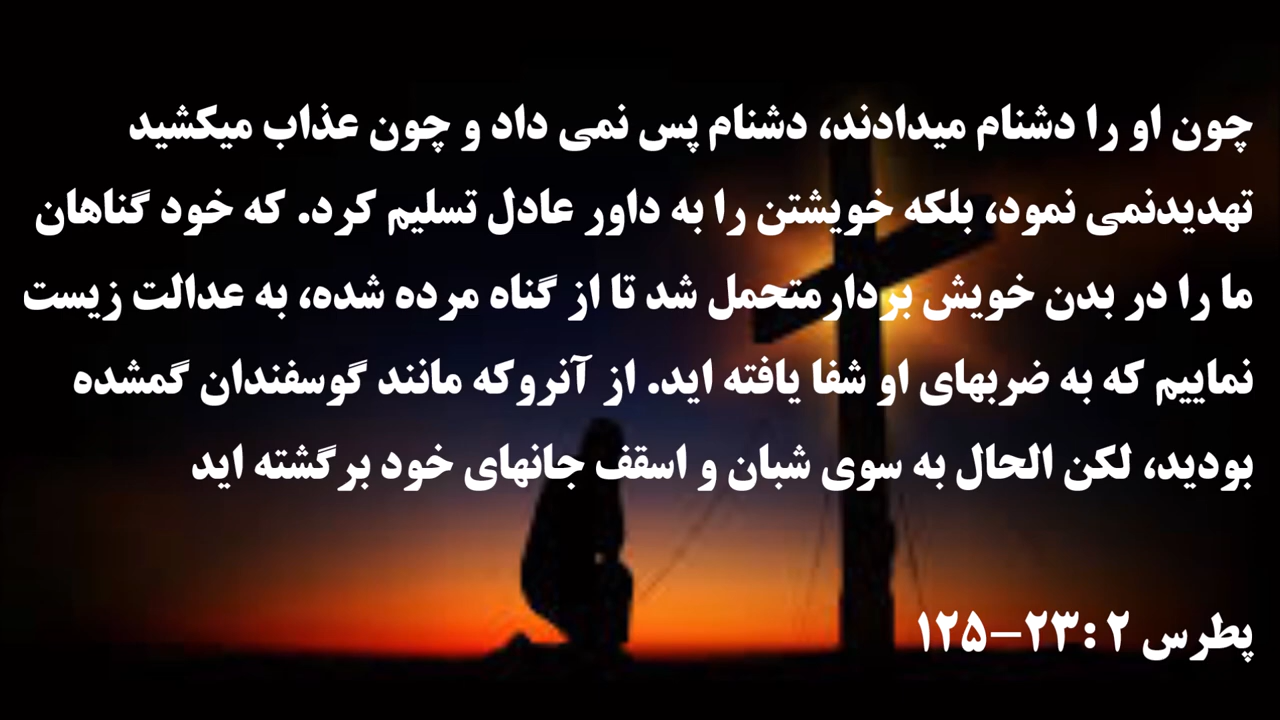 چون او را دشنام میدادند، دشنام پس نمی داد و چون عذاب میکشید
تهدیدنمی نمود، بلکه خویشتن را به داور عادل تسلیم کرد. که خود گناهان
ما را در بدن خویش بردارمتحمل شد تا از گناه مرده شده، به عدالت زیست
نماییم که به ضربهای او شفا یافته اید. از آنروکه مانند گوسفندان گمشده
بودید، لکن الحال به سوی شبان و اسقف جانهای خود برگشته اید
پطرس ۲ :۲۳-۱۲۵